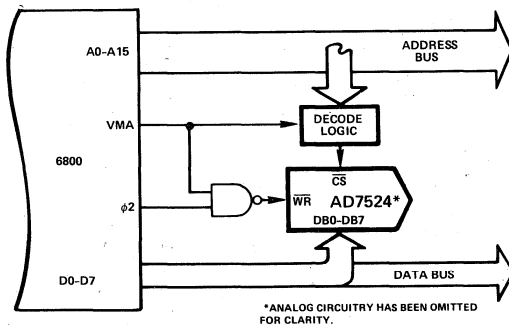 A0-A15
ADDRESS
BUS
VMA
DECODE
LOGIC
6800
CS
WR
AD7524*
φ2
DB0-DB7
D0-D7
DATA BUS
*ANALOG CIRCUITRY HAS BEEN OMITTED
FOR CLARITY.